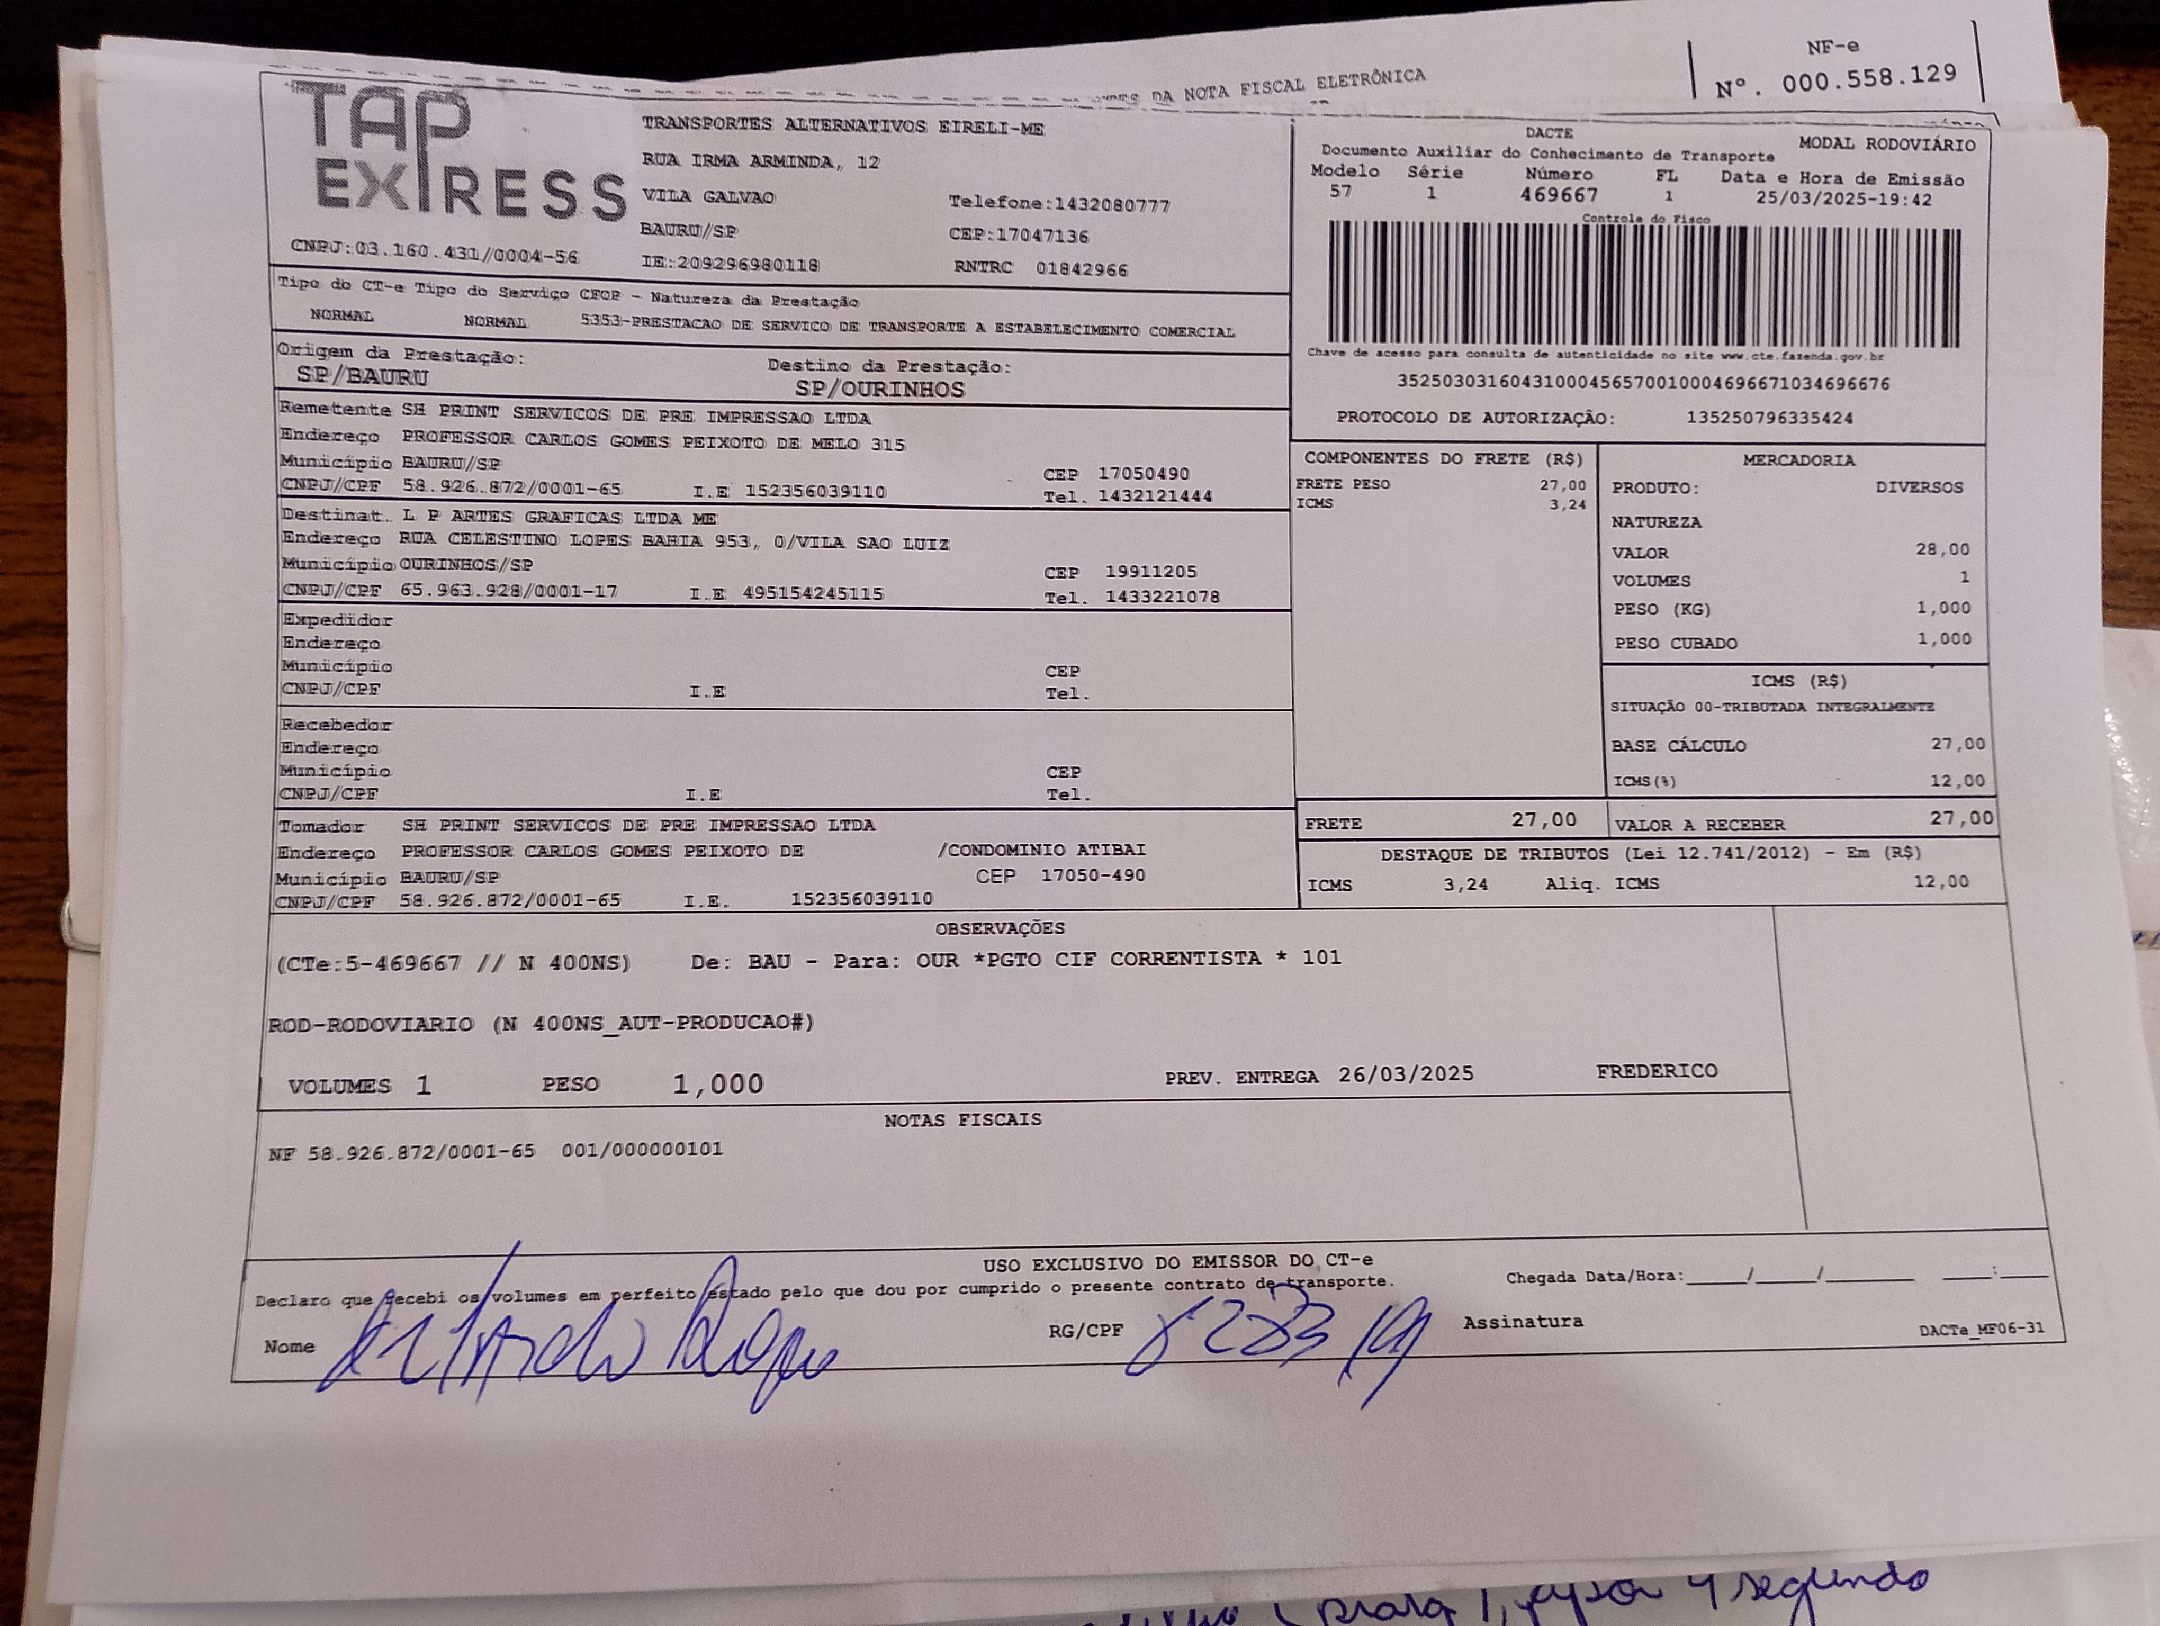 NF-e
Nº. 000.558.129
DA NOTA FISCAL ELETRÔNICA
TAP EXPRESS
CNPJ:03.160.431/0004-56
TRANSPORTES ALTERNATIVOS EIRELI-ME
RUA IRMA ARMINDA, 12
VILA GALVAO Telefone:1432080777
BAURU/SP CEP:17047136
IE:209296980118 RNTRC 01842966
DACTE
Documento Auxiliar do Conhecimento de Transporte MODAL RODOVIÁRIO
Modelo Série Número FL Data e Hora de Emissão
57 1 469667 1 25/03/2025-19:42
Controle do Fisco
Chave de acesso para consulta de autenticidade no site www.cte.fazenda.gov.br
35250303160431000456570010004696671034696676
PROTOCOLO DE AUTORIZAÇÃO: 135250796335424
Tipo do CT-e Tipo do Serviço CFOP - Natureza da Prestação
NORMAL NORMAL 5353-PRESTACAO DE SERVICO DE TRANSPORTE A ESTABELECIMENTO COMERCIAL
Origem da Prestação: Destino da Prestação:
SP/BAURU SP/OURINHOS
Remetente SH PRINT SERVICOS DE PRE IMPRESSAO LTDA
Endereço PROFESSOR CARLOS GOMES PEIXOTO DE MELO 315
Município BAURU/SP CEP 17050490
CNPJ/CPF 58.926.872/0001-65 I.E 152356039110 Tel. 1432121444
Destinat. L P ARTES GRAFICAS LTDA ME
Endereço RUA CELESTINO LOPES BAHIA 953, 0/VILA SAO LUIZ
Município OURINHOS/SP CEP 19911205
CNPJ/CPF 65.963.928/0001-17 I.E 495154245115 Tel. 1433221078
Expedidor
Endereço
Município CEP
CNPJ/CPF I.E Tel.
Recebedor
Endereço
Município CEP
CNPJ/CPF I.E Tel.
Tomador SH PRINT SERVICOS DE PRE IMPRESSAO LTDA
Endereço PROFESSOR CARLOS GOMES PEIXOTO DE /CONDOMINIO ATIBAI
Município BAURU/SP CEP 17050-490
CNPJ/CPF 58.926.872/0001-65 I.E. 152356039110
COMPONENTES DO FRETE (R$)
FRETE PESO 27,00
ICMS 3,24
MERCADORIA
PRODUTO: DIVERSOS
NATUREZA
VALOR 28,00
VOLUMES 1
PESO (KG) 1,000
PESO CUBADO 1,000
ICMS (R$)
SITUAÇÃO 00-TRIBUTADA INTEGRALMENTE
BASE CÁLCULO 27,00
ICMS(%) 12,00
FRETE 27,00 VALOR A RECEBER 27,00
DESTAQUE DE TRIBUTOS (Lei 12.741/2012) - Em (R$)
ICMS 3,24 Aliq. ICMS 12,00
OBSERVAÇÕES
(CTe:5-469667 // N 400NS) De: BAU - Para: OUR *PGTO CIF CORRENTISTA * 101
ROD-RODOVIARIO (N 400NS_AUT-PRODUCAO#)
VOLUMES 1 PESO 1,000 PREV. ENTREGA 26/03/2025 FREDERICO
NOTAS FISCAIS
NF 58.926.872/0001-65 001/000000101
USO EXCLUSIVO DO EMISSOR DO CT-e
Declaro que recebi os volumes em perfeito estado pelo que dou por cumprido o presente contrato de transporte. Chegada Data/Hora:_____/_____/________ ____:____
Nome RG/CPF Assinatura DACTe_MF06-31
segundo